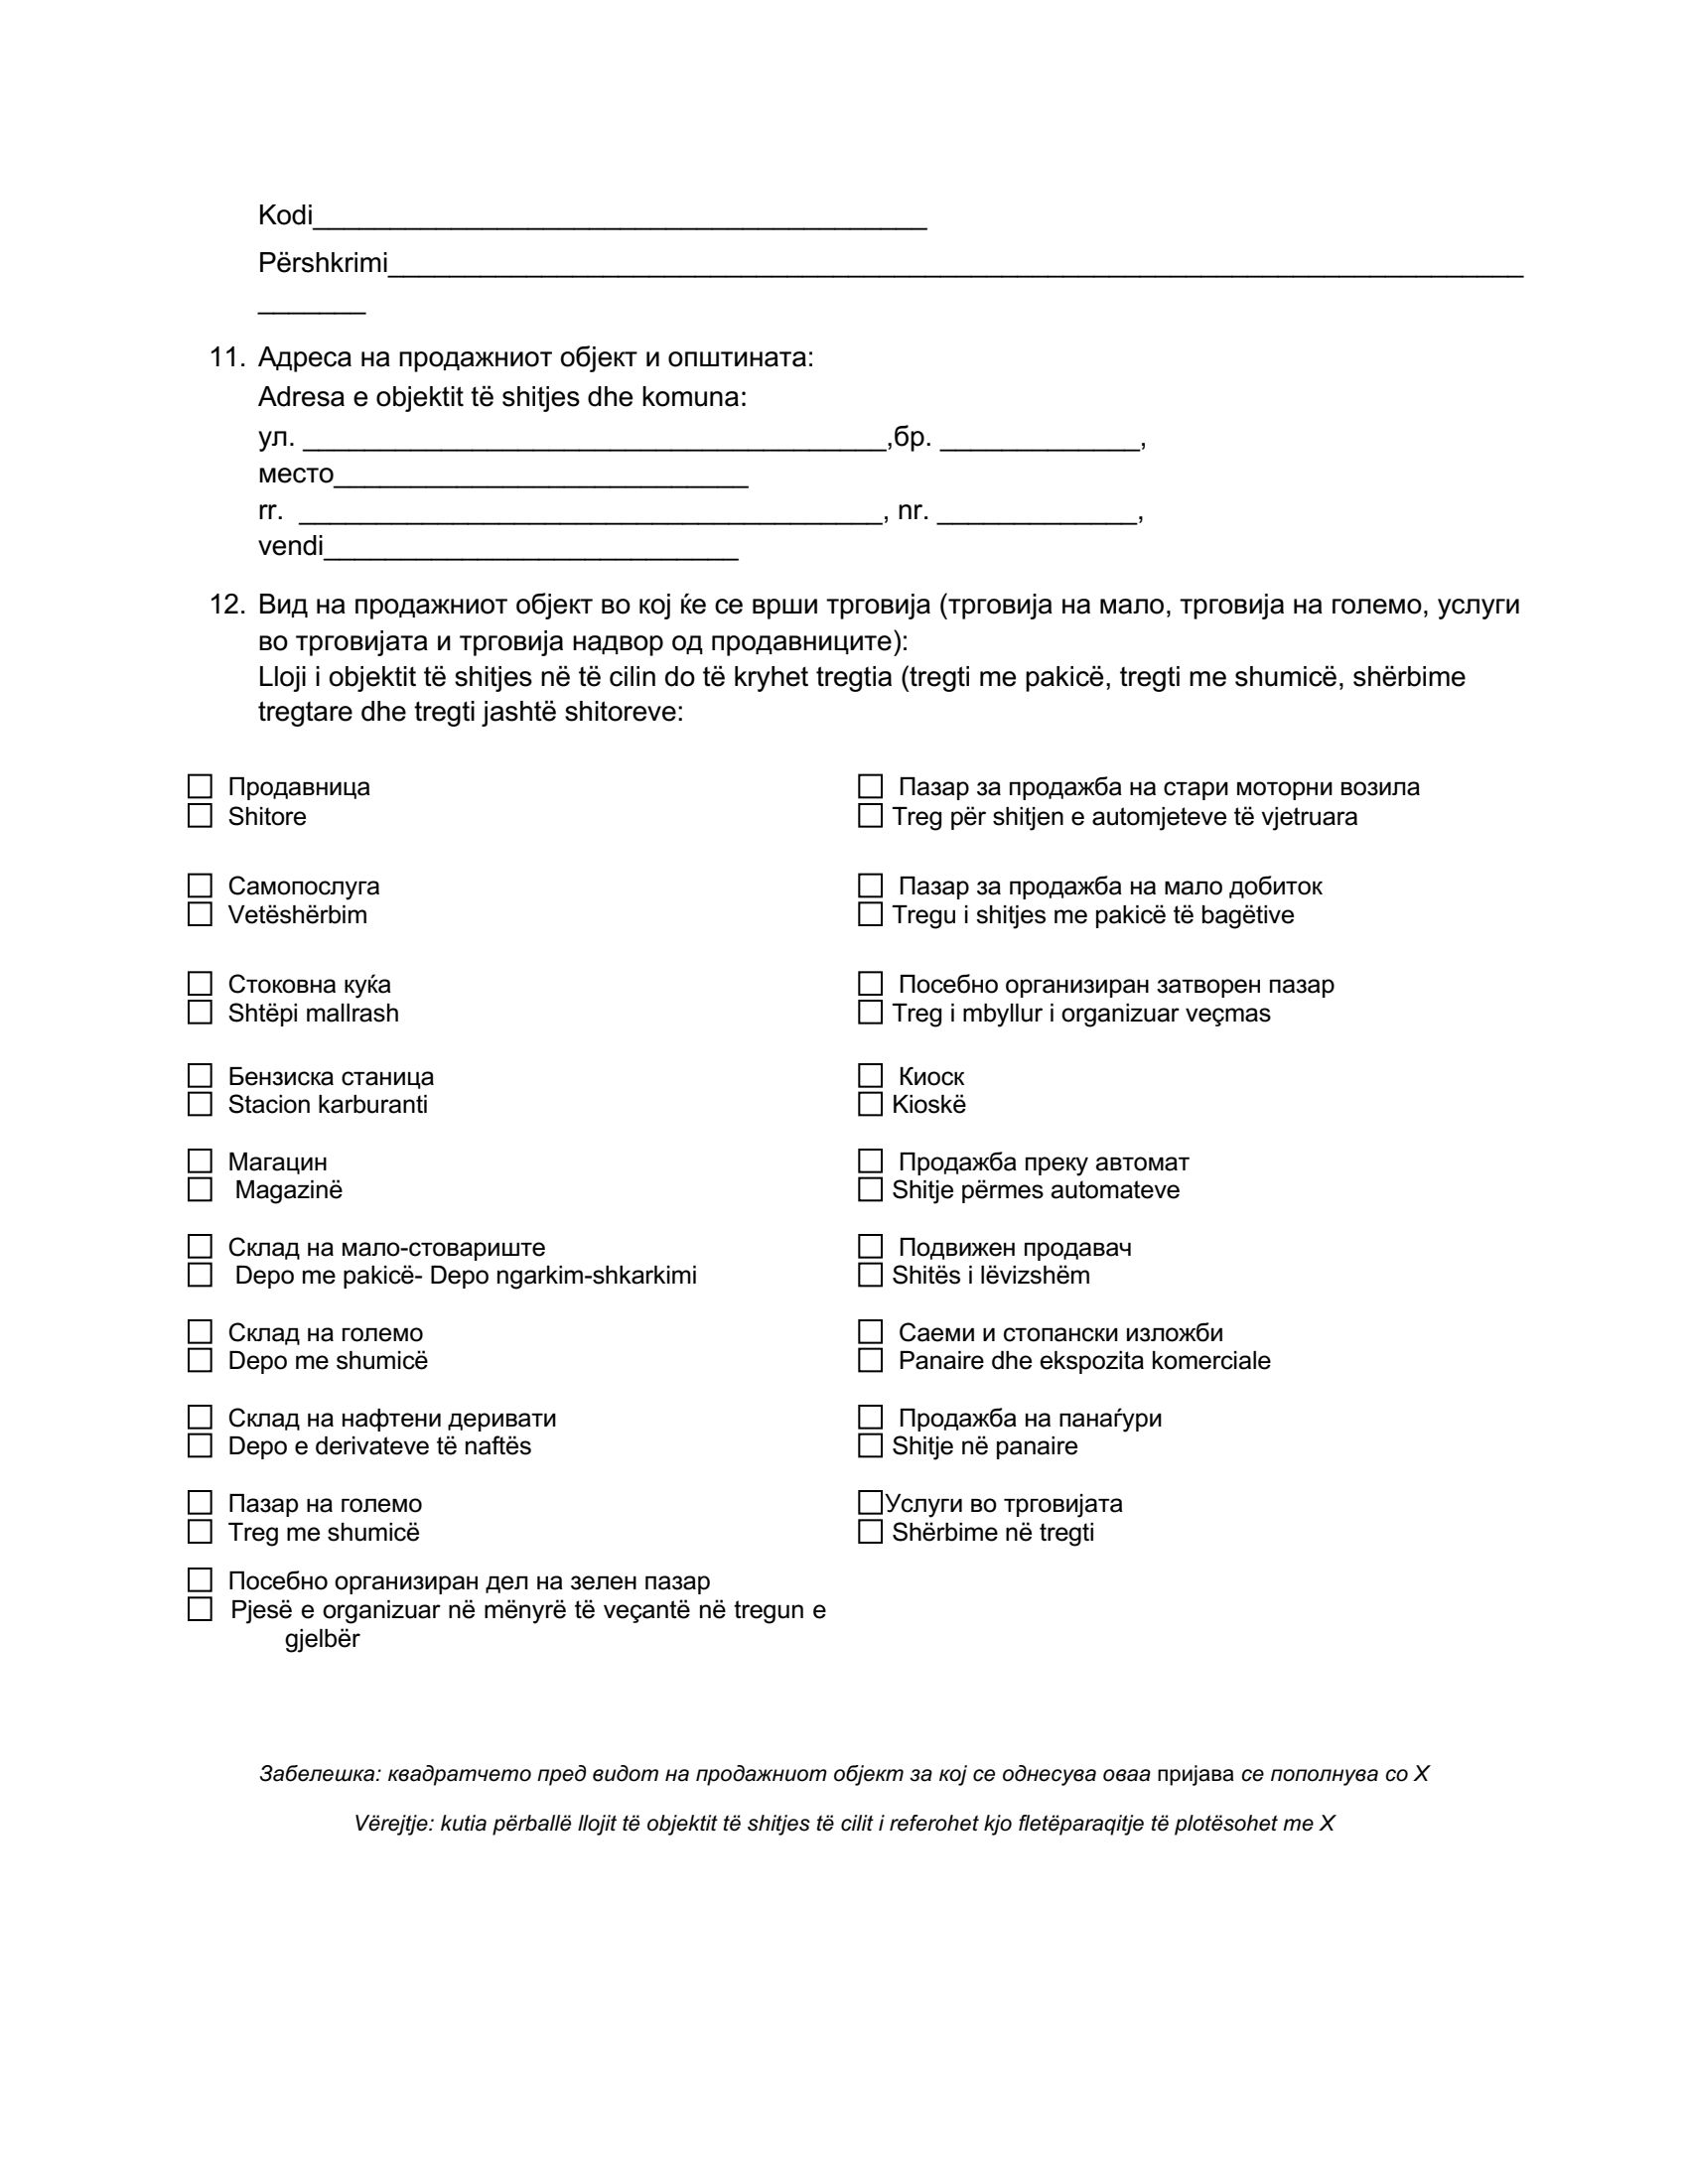 Kodi________________________________________
Përshkrimi__________________________________________________________________________
_______
11. Адреса на продажниот објект и општината:
Adresa e objektit të shitjes dhe komuna:
ул. ______________________________________,бр. _____________,
место___________________________
rr. ______________________________________, nr. _____________,
vendi___________________________
12. Вид на продажниот објект во кој ќе се врши трговија (трговија на мало, трговија на големо, услуги
во трговијата и трговија надвор од продавниците):
Lloji i objektit të shitjes në të cilin do të kryhet tregtia (tregti me pakicë, tregti me shumicë, shërbime
tregtare dhe tregti jashtë shitoreve:
☐ Продавница
☐ Shitore
☐ Самопослуга
☐ Vetëshërbim
☐ Стоковна куќа
☐ Shtëpi mallrash
☐ Бензиска станица
☐ Stacion karburanti
☐ Магацин
☐ Magazinë
☐ Склад на мало-стовариште
☐ Depo me pakicë- Depo ngarkim-shkarkimi
☐ Склад на големо
☐ Depo me shumicë
☐ Склад на нафтени деривати
☐ Depo e derivateve të naftës
☐ Пазар на големо
☐ Treg me shumicë
☐ Посебно организиран дел на зелен пазар
☐ Pjesë e organizuar në mënyrë të veçantë në tregun e
gjelbër
☐ Пазар за продажба на стари моторни возила
☐ Treg për shitjen e automjeteve të vjetruara
☐ Пазар за продажба на мало добиток
☐ Tregu i shitjes me pakicë të bagëtive
☐ Посебно организиран затворен пазар
☐ Treg i mbyllur i organizuar veçmas
☐ Киоск
☐ Kioskë
☐ Продажба преку автомат
☐ Shitje përmes automateve
☐ Подвижен продавач
☐ Shitës i lëvizshëm
☐ Саеми и стопански изложби
☐ Panaire dhe ekspozita komerciale
☐ Продажба на панаѓури
☐ Shitje në panaire
☐Услуги во трговијата
☐ Shërbime në tregti
Забелешка: квадратчето пред видот на продажниот објект за кој се однесува оваа пријава се пополнува со X
Vërejtje: kutia përballë llojit të objektit të shitjes të cilit i referohet kjo fletëparaqitje të plotësohet me X